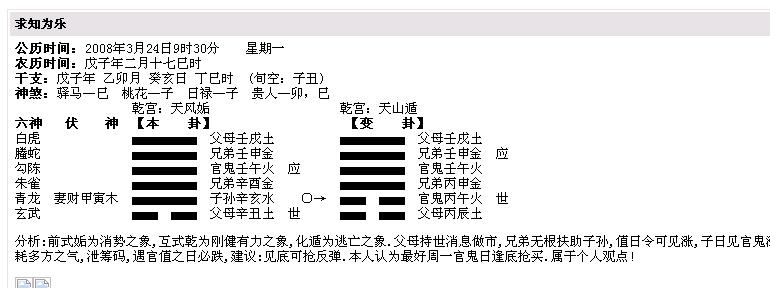 求知为乐
公历时间：2008年3月24日9时30分 星期一
农历时间：戊子年二月十七巳时
干支：戊子年 乙卯月 癸亥日 丁巳时 （旬空：子丑）
神煞：驿马—巳 桃花—子 日禄—子 贵人—卯，巳
乾宫：天风姤 乾宫：天山遁
六神 伏 神 【本 卦】 【变 卦】
白虎 父母壬戌土 父母壬戌土
螣蛇 兄弟壬申金 兄弟壬申金 应
勾陈 官鬼壬午火 应 官鬼壬午火
朱雀 兄弟辛酉金 兄弟丙申金
青龙 妻财甲寅木 子孙辛亥水 ○→ 官鬼丙午火 世
玄武 父母辛丑土 世 父母丙辰土
分析:前式姤为消势之象,互式乾为刚健有力之象,化遁为逃亡之象.父母持世消息做市,兄弟无根扶助子孙,值日令可见涨,子日见官鬼
耗多方之气,泄筹码,遇官值之日必跌,建议:见底可抢反弹.本人认为最好周一官鬼日逢底抢买.属于个人观点!